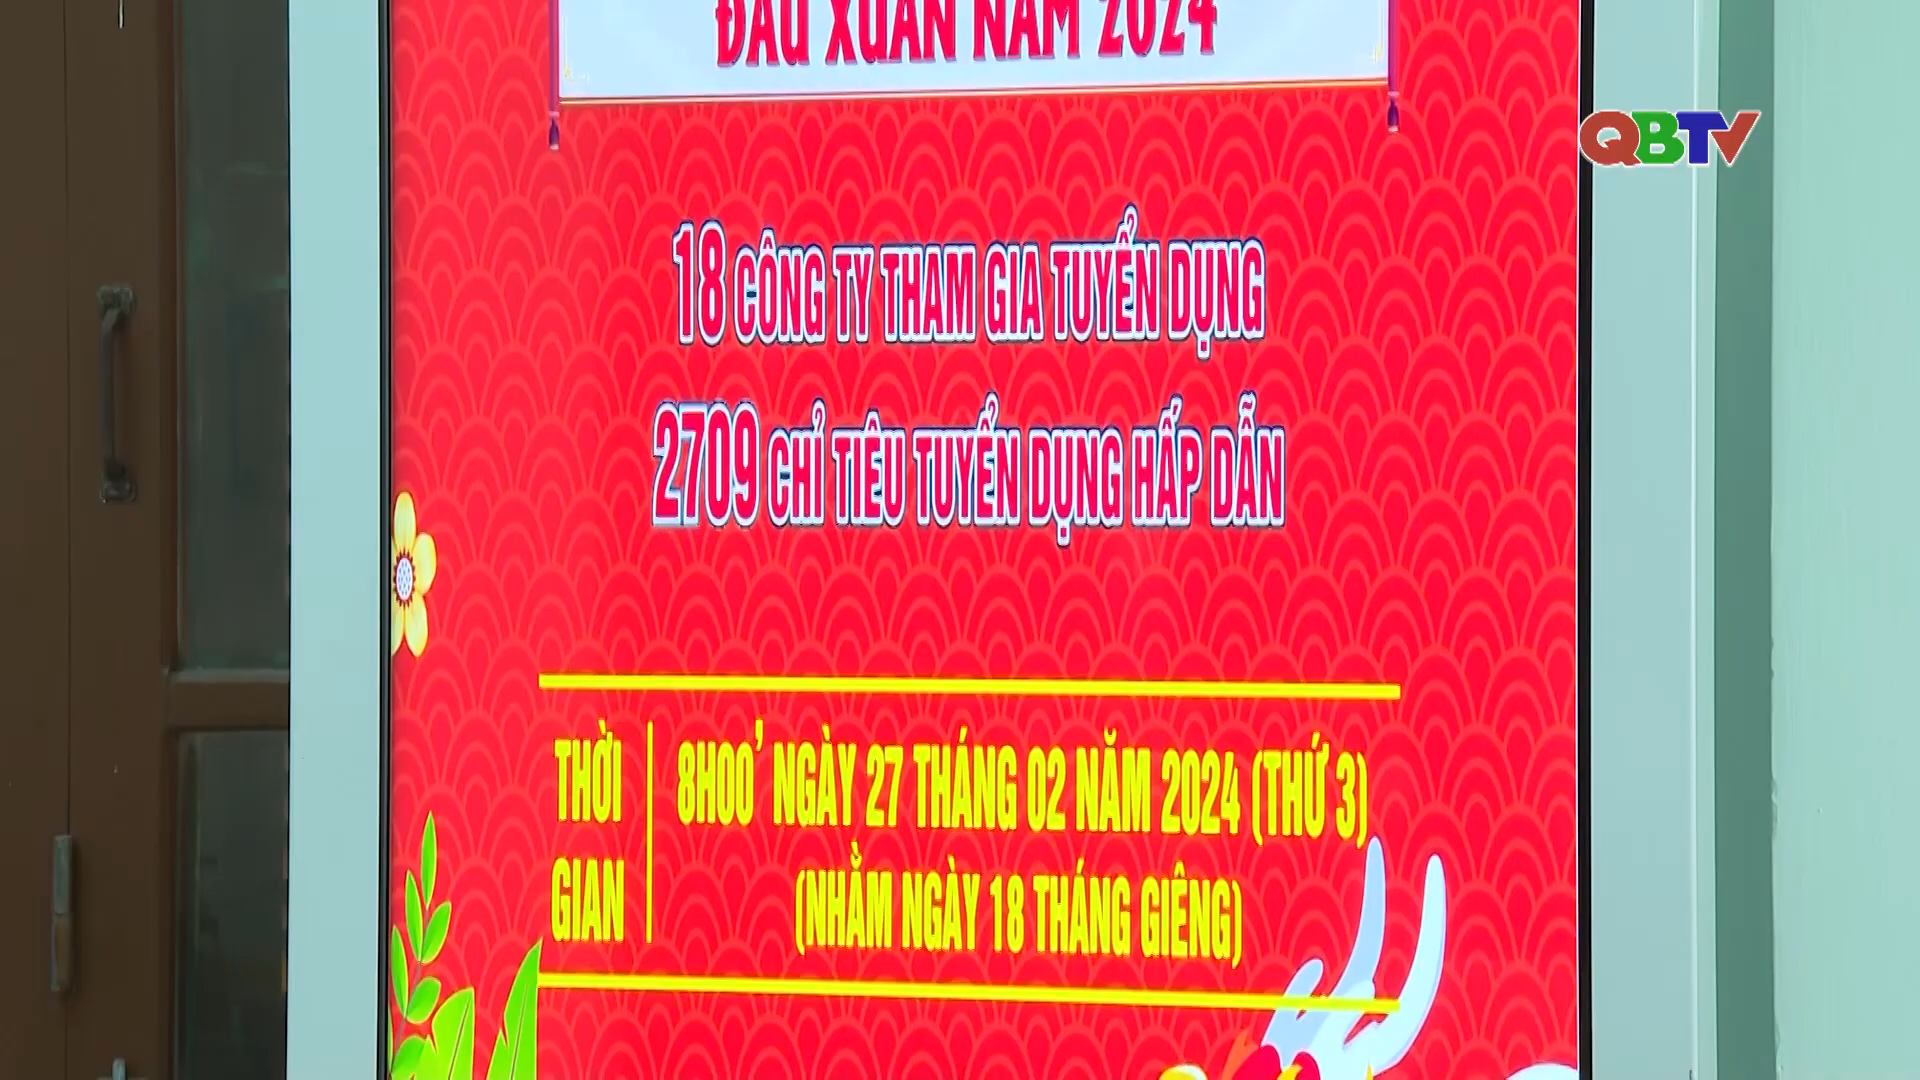 ĐẦU XUÂN NĂM 2024
QBTV
18 CÔNG TY THAM GIA TUYỂN DỤNG
2709 CHỈ TIÊU TUYỂN DỤNG HẤP DẪN
THỜI GIAN
8H00' NGÀY 27 THÁNG 02 NĂM 2024 (THỨ 3)
(NHẰM NGÀY 18 THÁNG GIÊNG)